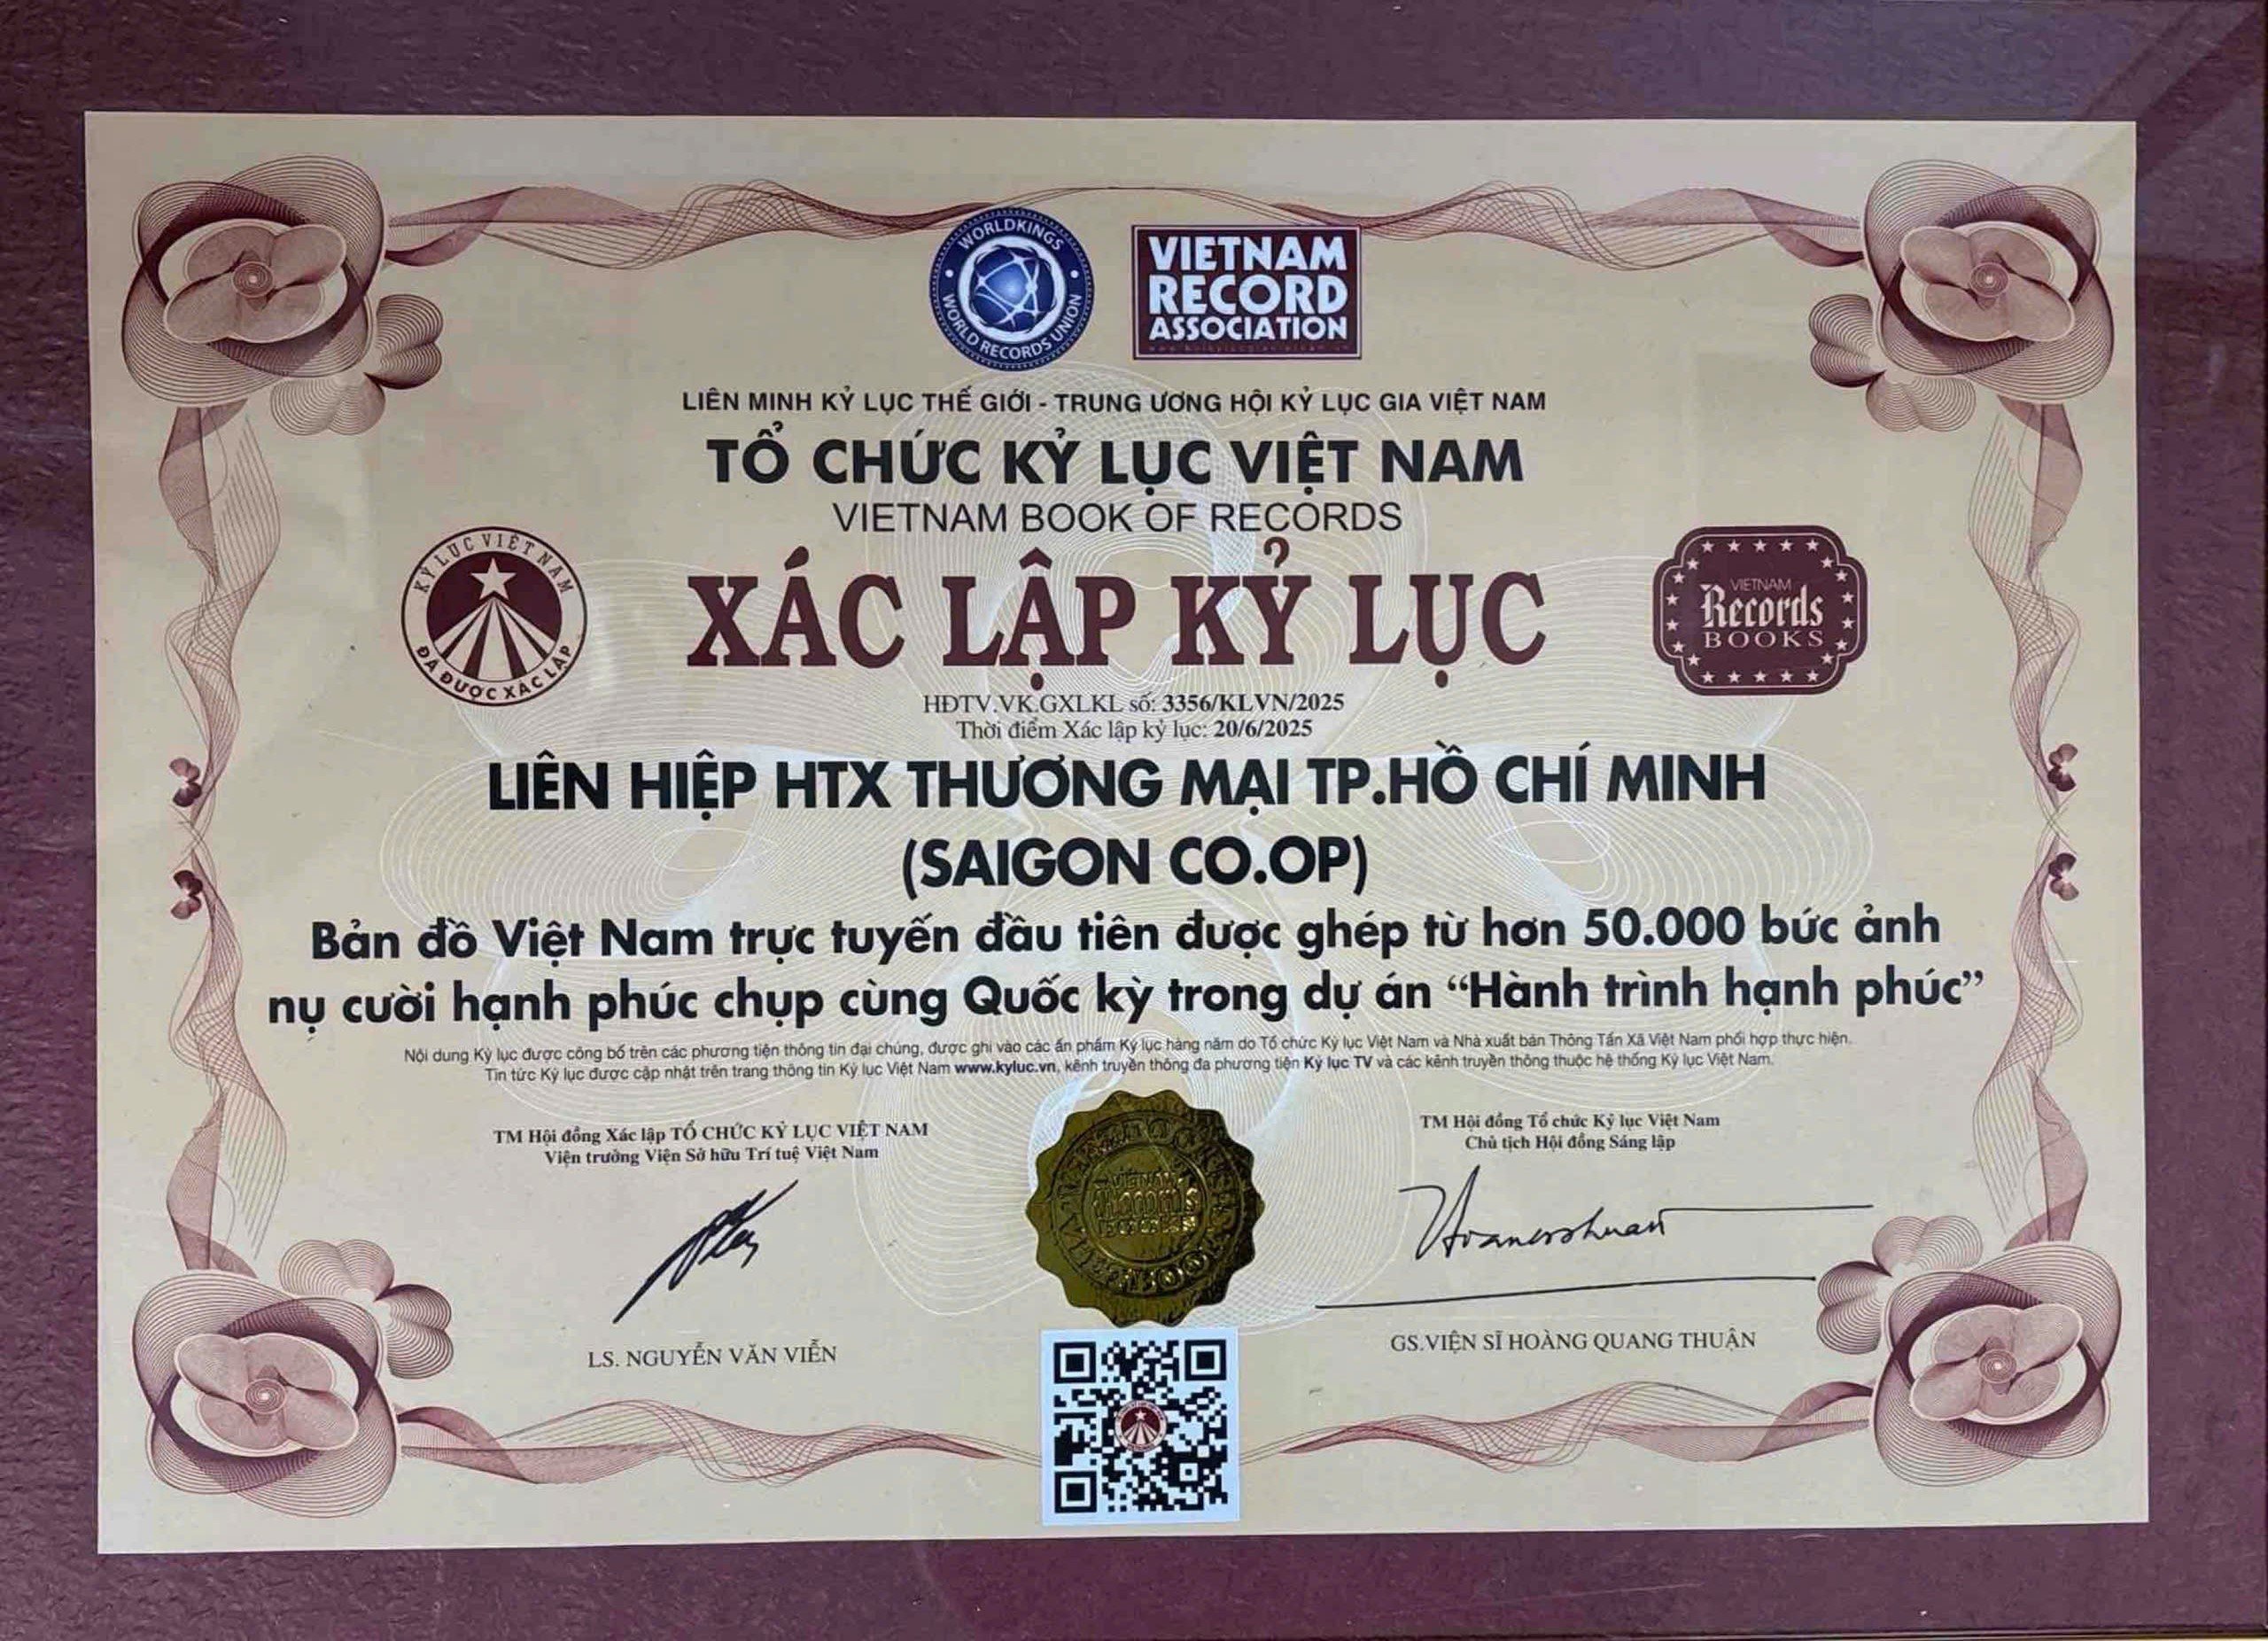 WORLDKINGS
WORLD RECORDS UNION
VIETNAM
RECORD
ASSOCIATION
LIÊN MINH KỶ LỤC THẾ GIỚI - TRUNG ƯƠNG HỘI KỶ LỤC GIA VIỆT NAM
TỔ CHỨC KỶ LỤC VIỆT NAM
VIETNAM BOOK OF RECORDS
KỶ LỤC VIỆT NAM
ĐÃ ĐƯỢC XÁC LẬP
XÁC LẬP KỶ LỤC
VIETNAM
Records
BOOKS
HĐTV.VK.GXLKL số: 3356/KLVN/2025
Thời điểm Xác lập kỷ lục: 20/6/2025
LIÊN HIỆP HTX THƯƠNG MẠI TP.HỒ CHÍ MINH
(SAIGON CO.OP)
Bản đồ Việt Nam trực tuyến đầu tiên được ghép từ hơn 50.000 bức ảnh
nụ cười hạnh phúc chụp cùng Quốc kỳ trong dự án “Hành trình hạnh phúc”
Nội dung Kỷ lục được công bố trên các phương tiện thông tin đại chúng, được ghi vào các ấn phẩm Kỷ lục hàng năm do Tổ chức Kỷ lục Việt Nam và Nhà xuất bản Thông Tấn Xã Việt Nam phối hợp thực hiện.
Tin tức Kỷ lục được cập nhật trên trang thông tin Kỷ lục Việt Nam www.kyluc.vn, kênh truyền thông đa phương tiện Kỷ lục TV và các kênh truyền thông thuộc hệ thống Kỷ lục Việt Nam.
TM Hội đồng Xác lập TỔ CHỨC KỶ LỤC VIỆT NAM
Viện trưởng Viện Sở hữu Trí tuệ Việt Nam
TM Hội đồng Tổ chức Kỷ lục Việt Nam
Chủ tịch Hội đồng Sáng lập
LS. NGUYỄN VĂN VIỄN
GS.VIỆN SĨ HOÀNG QUANG THUẬN